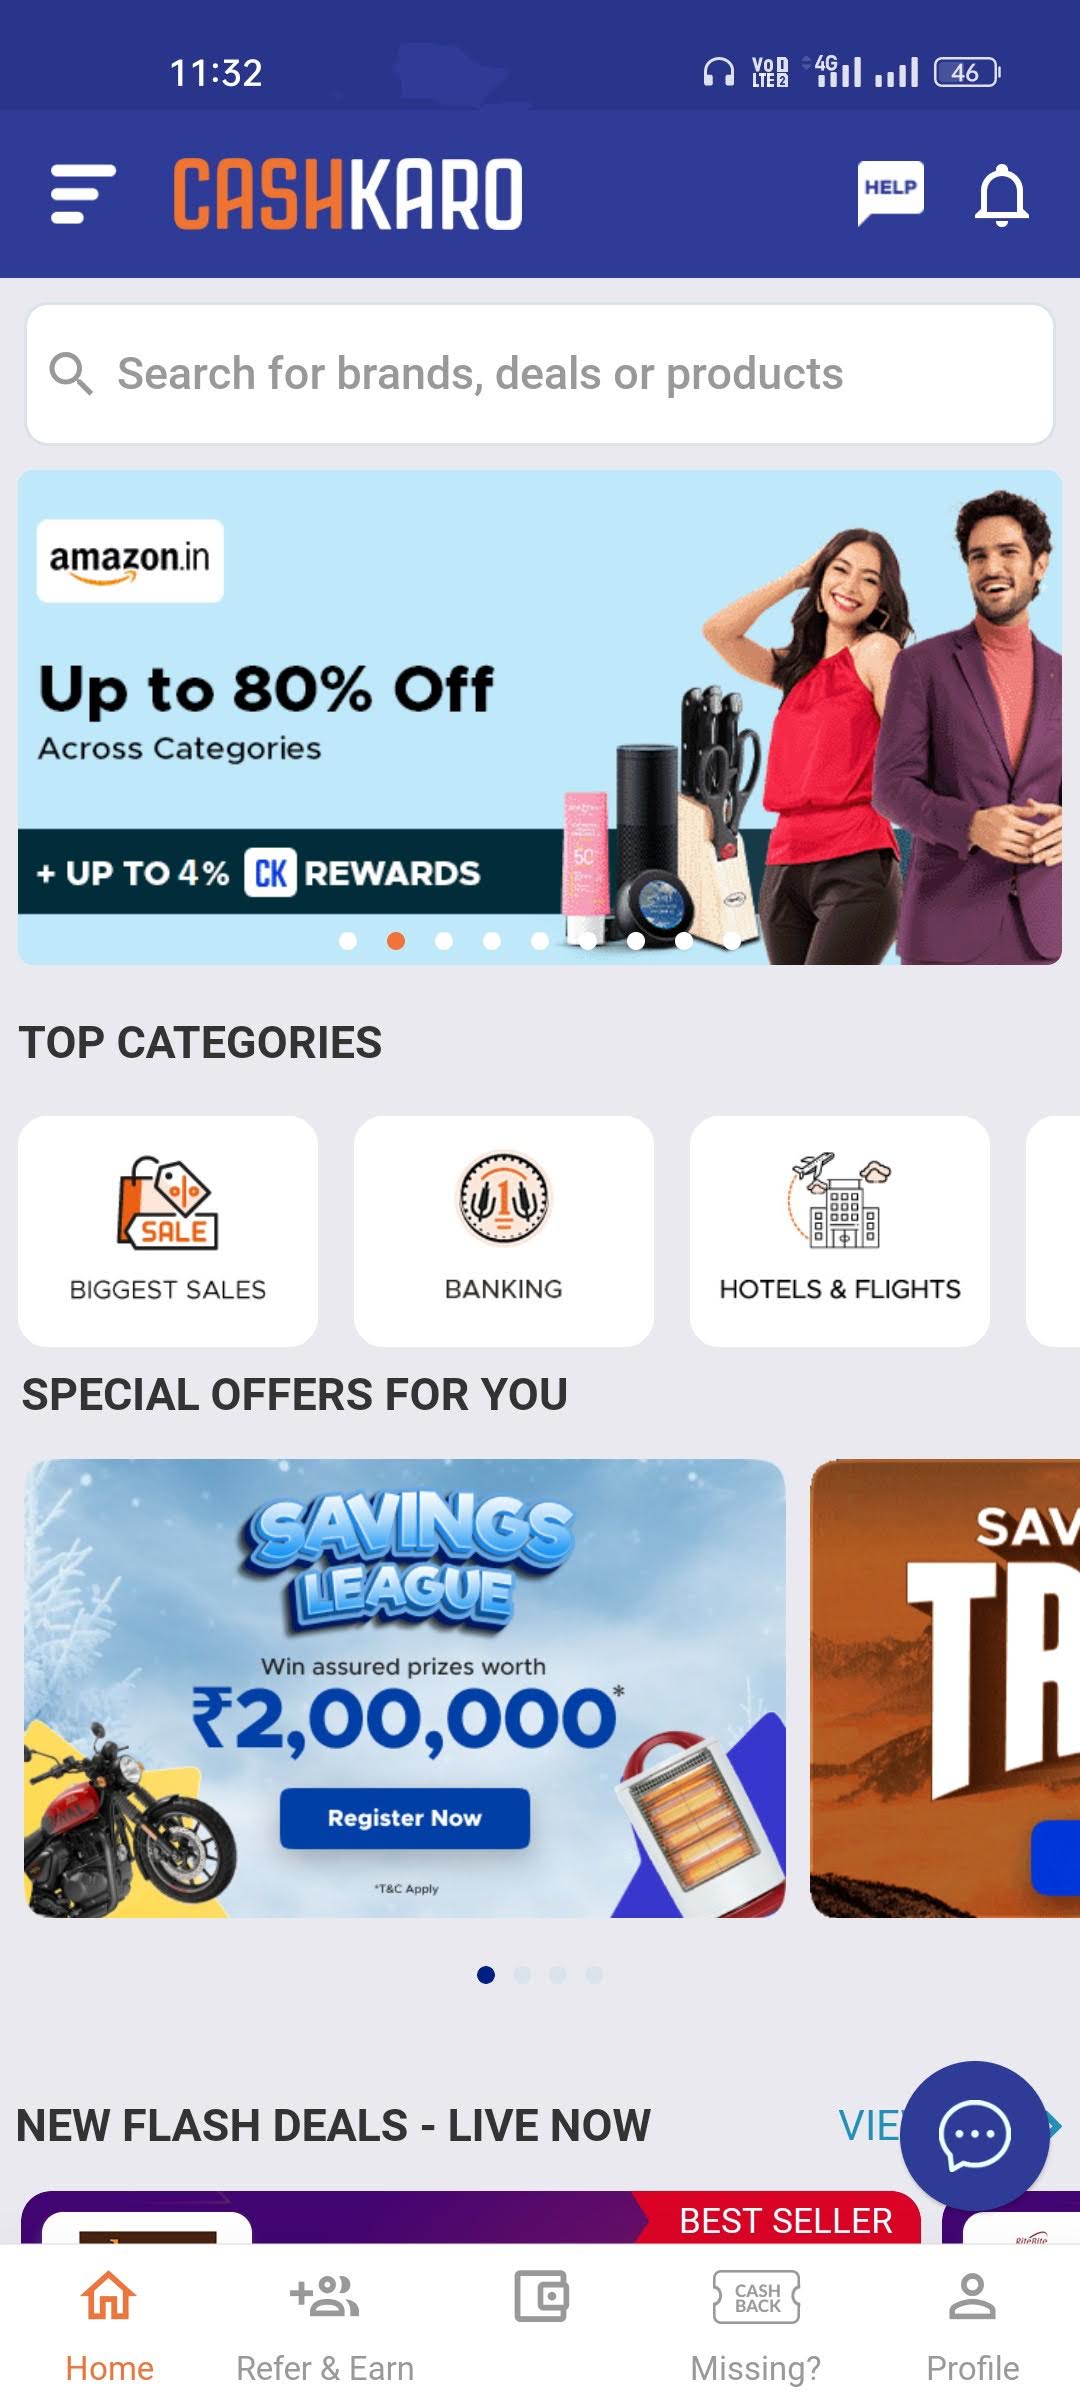 11:32
VoD LTE2 4G 46
CASHKARO
HELP
Search for brands, deals or products
amazon.in
Up to 80% Off
Across Categories
+ UP TO 4% CK REWARDS
50
TOP CATEGORIES
SALE
1
BIGGEST SALES
BANKING
HOTELS & FLIGHTS
SPECIAL OFFERS FOR YOU
SAVINGS
LEAGUE
Win assured prizes worth
₹2,00,000*
Register Now
*T&C Apply
SAV
TR
NEW FLASH DEALS - LIVE NOW
VIE
BEST SELLER
RiteBite
CASH
BACK
Home
Refer & Earn
Missing?
Profile